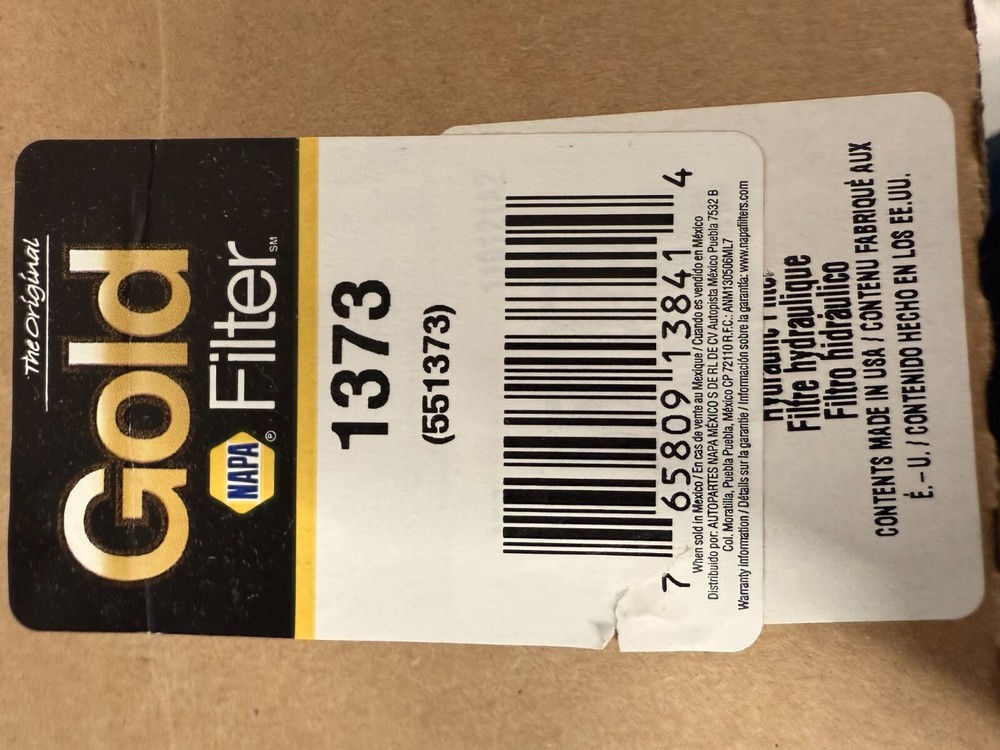 The Original
Gold
NAPA® Filter℠
1373
(551373)
7 65809 13841 4
When sold in Mexico / En cas de vente au Mexique / Cuando es vendido en México
Distribuido por: AUTOPARTES NAPA MÉXICO S DE RL DE CV Autopista México Puebla 7532 B
Col. Moratilla, Puebla Puebla, México CP 72110 R.F.C.: ANM130506ML7
Warranty information / Détails sur la garantie / Información sobre la garantía: www.napafilters.com
Filtre hydraulique
Filtro hidráulico
CONTENTS MADE IN USA / CONTENU FABRIQUÉ AUX
É.-U. / CONTENIDO HECHO EN LOS EE.UU.